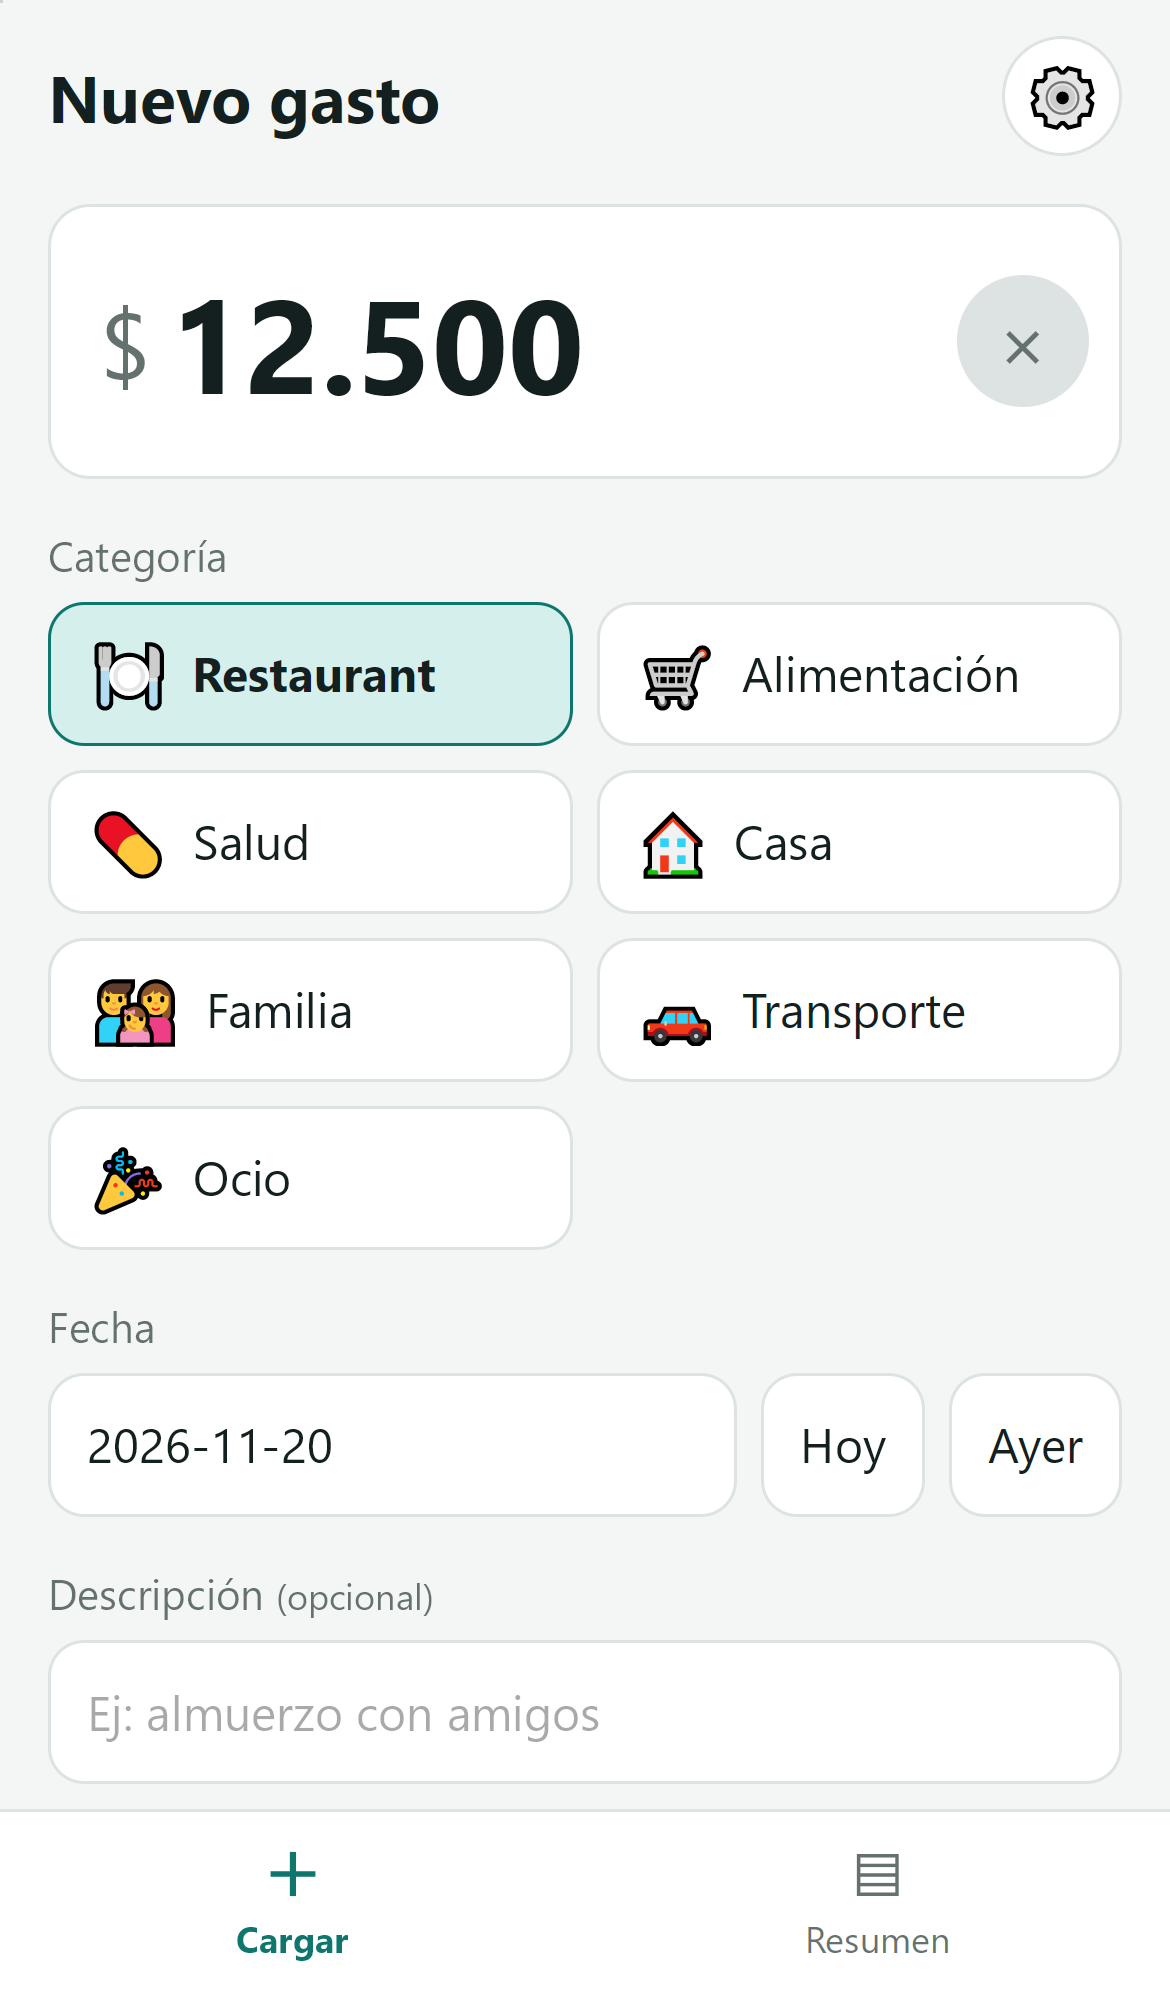 Nuevo gasto
$ 12.500 ×
Categoría
Restaurant
Alimentación
Salud
Casa
Familia
Transporte
Ocio
Fecha
2026-11-20
Hoy
Ayer
Descripción (opcional)
Ej: almuerzo con amigos
Cargar
Resumen